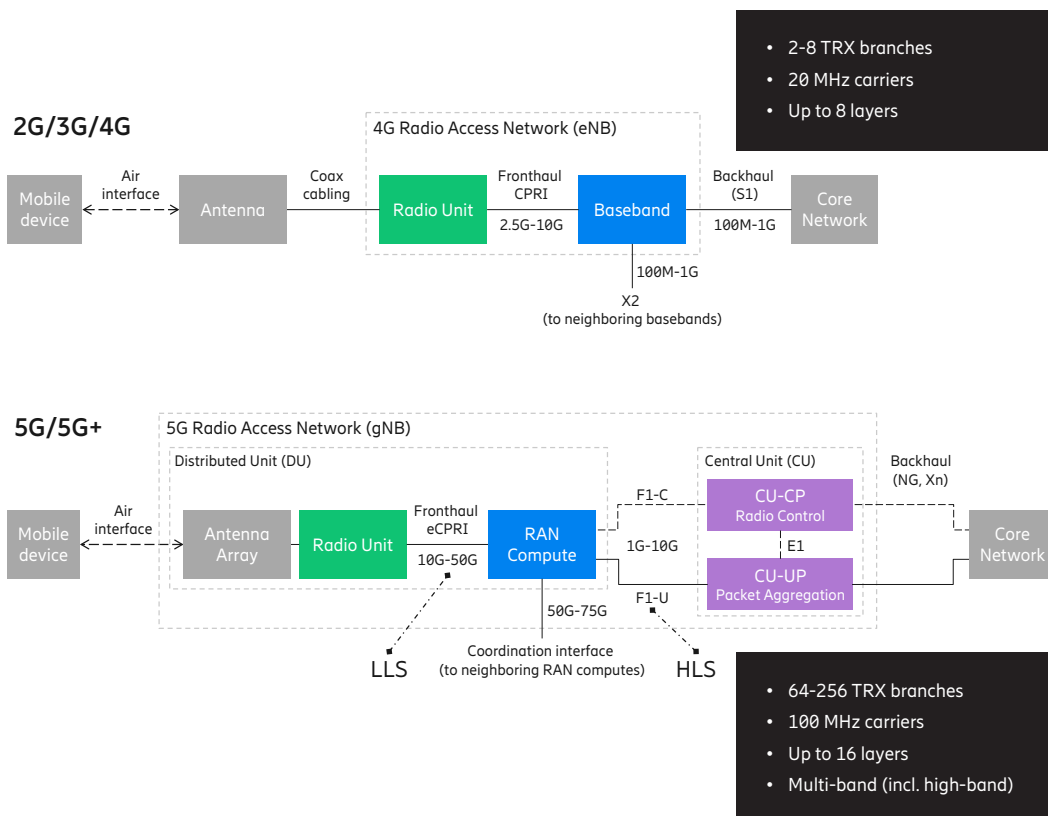 • 2-8 TRX branches
• 20 MHz carriers
• Up to 8 layers
2G/3G/4G
4G Radio Access Network (eNB)
Mobile
device
Air
interface
Antenna
Coax
cabling
Radio Unit
Fronthaul
CPRI
2.5G-10G
Baseband
Backhaul
(S1)
100M-1G
Core
Network
100M-1G
X2
(to neighboring basebands)
5G/5G+
5G Radio Access Network (gNB)
Distributed Unit (DU)
Central Unit (CU)
Backhaul
(NG, Xn)
Mobile
device
Air
interface
Antenna
Array
Radio Unit
Fronthaul
eCPRI
10G-50G
RAN
Compute
F1-C
1G-10G
F1-U
CU-CP
Radio Control
E1
CU-UP
Packet Aggregation
Core
Network
50G-75G
Coordination interface
(to neighboring RAN computes)
LLS
HLS
• 64-256 TRX branches
• 100 MHz carriers
• Up to 16 layers
• Multi-band (incl. high-band)